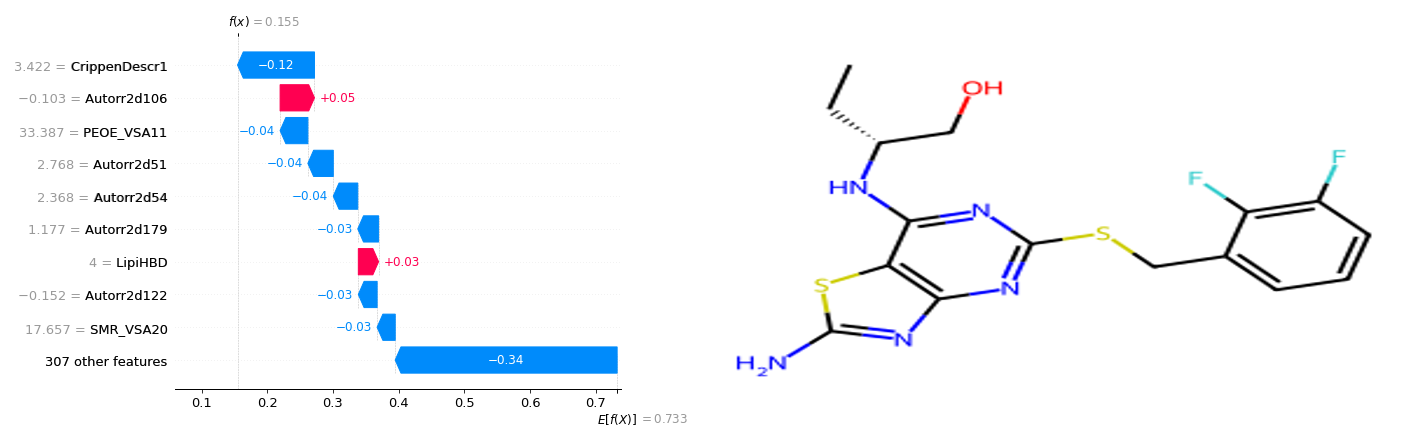 f(x) = 0.155
3.422 = CrippenDescr1
−0.12
−0.103 = Autorr2d106
+0.05
33.387 = PEOE_VSA11
−0.04
2.768 = Autorr2d51
−0.04
2.368 = Autorr2d54
−0.04
1.177 = Autorr2d179
−0.03
4 = LipiHBD
+0.03
−0.152 = Autorr2d122
−0.03
17.657 = SMR_VSA20
−0.03
307 other features
−0.34
0.1 0.2 0.3 0.4 0.5 0.6 0.7
E[f(X)] = 0.733
OH
F
F
HN
N
S
N
S
N
H₂N